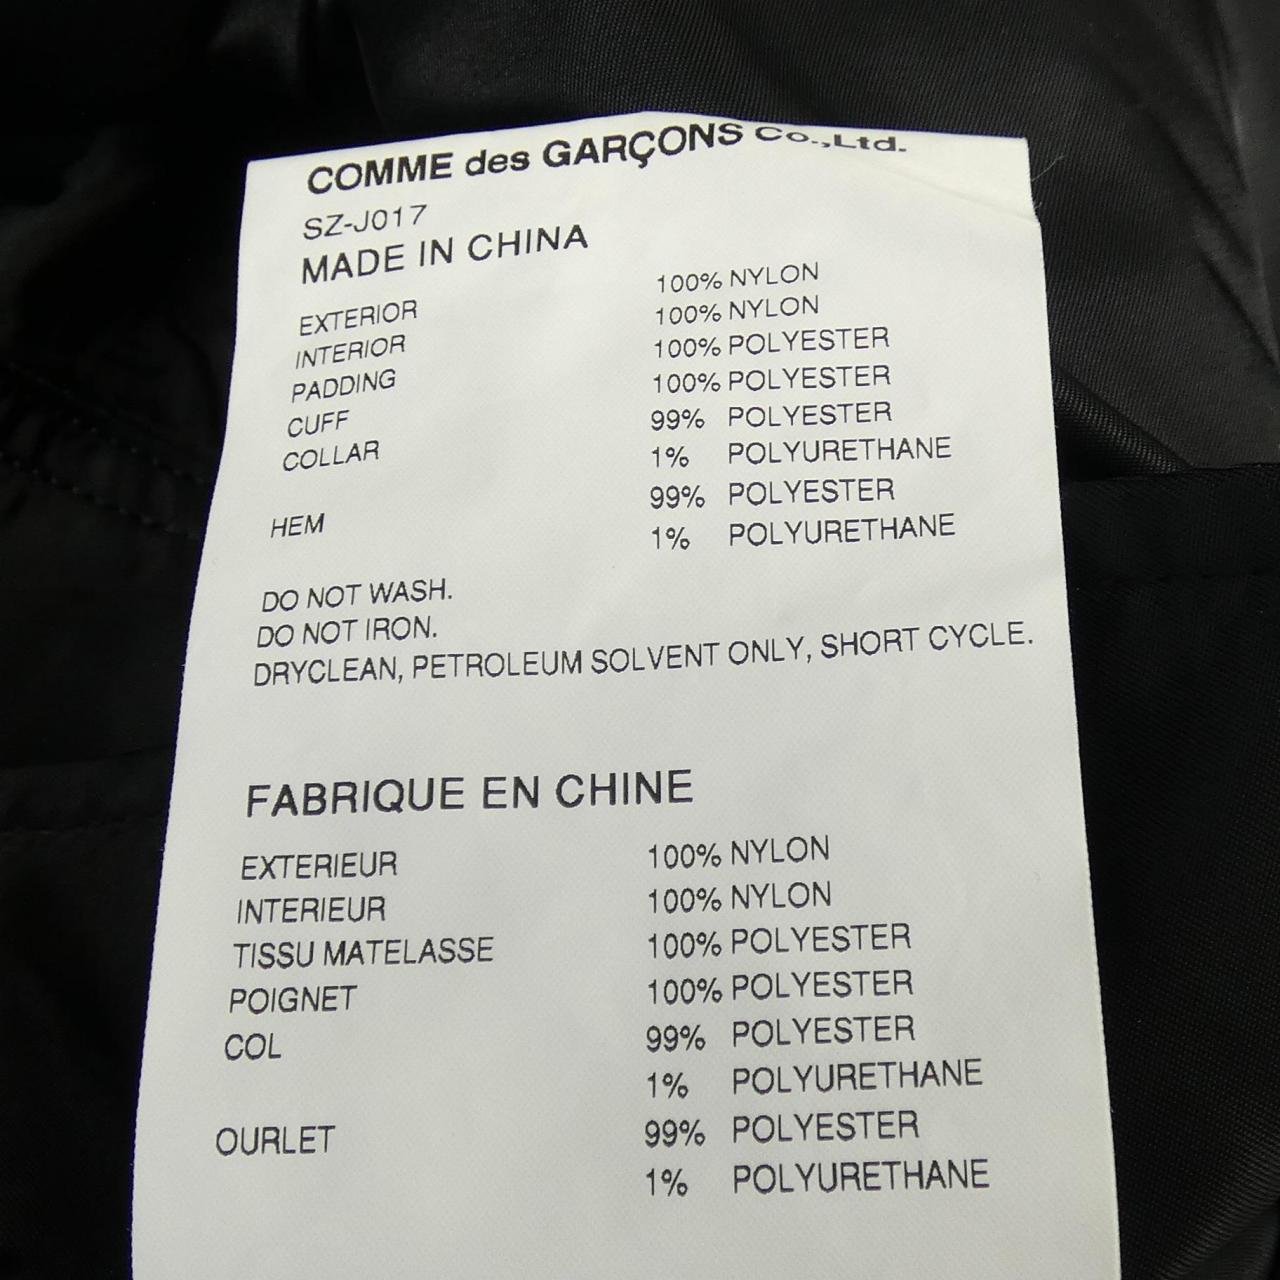 COMME des GARÇONS Co.,Ltd.
SZ-J017
MADE IN CHINA
EXTERIOR 100% NYLON
INTERIOR 100% NYLON
PADDING 100% POLYESTER
CUFF 100% POLYESTER
COLLAR 99% POLYESTER
1% POLYURETHANE
HEM 99% POLYESTER
1% POLYURETHANE
DO NOT WASH.
DO NOT IRON.
DRYCLEAN, PETROLEUM SOLVENT ONLY, SHORT CYCLE.
FABRIQUE EN CHINE
EXTERIEUR 100% NYLON
INTERIEUR 100% NYLON
TISSU MATELASSE 100% POLYESTER
POIGNET 100% POLYESTER
COL 99% POLYESTER
1% POLYURETHANE
OURLET 99% POLYESTER
1% POLYURETHANE